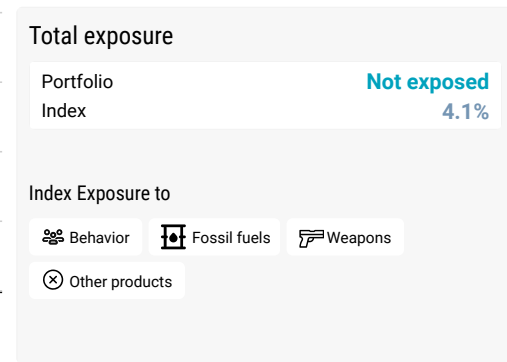 Total exposure
Portfolio Not exposed
Index 4.1%
Index Exposure to
Behavior Fossil fuels Weapons
Other products